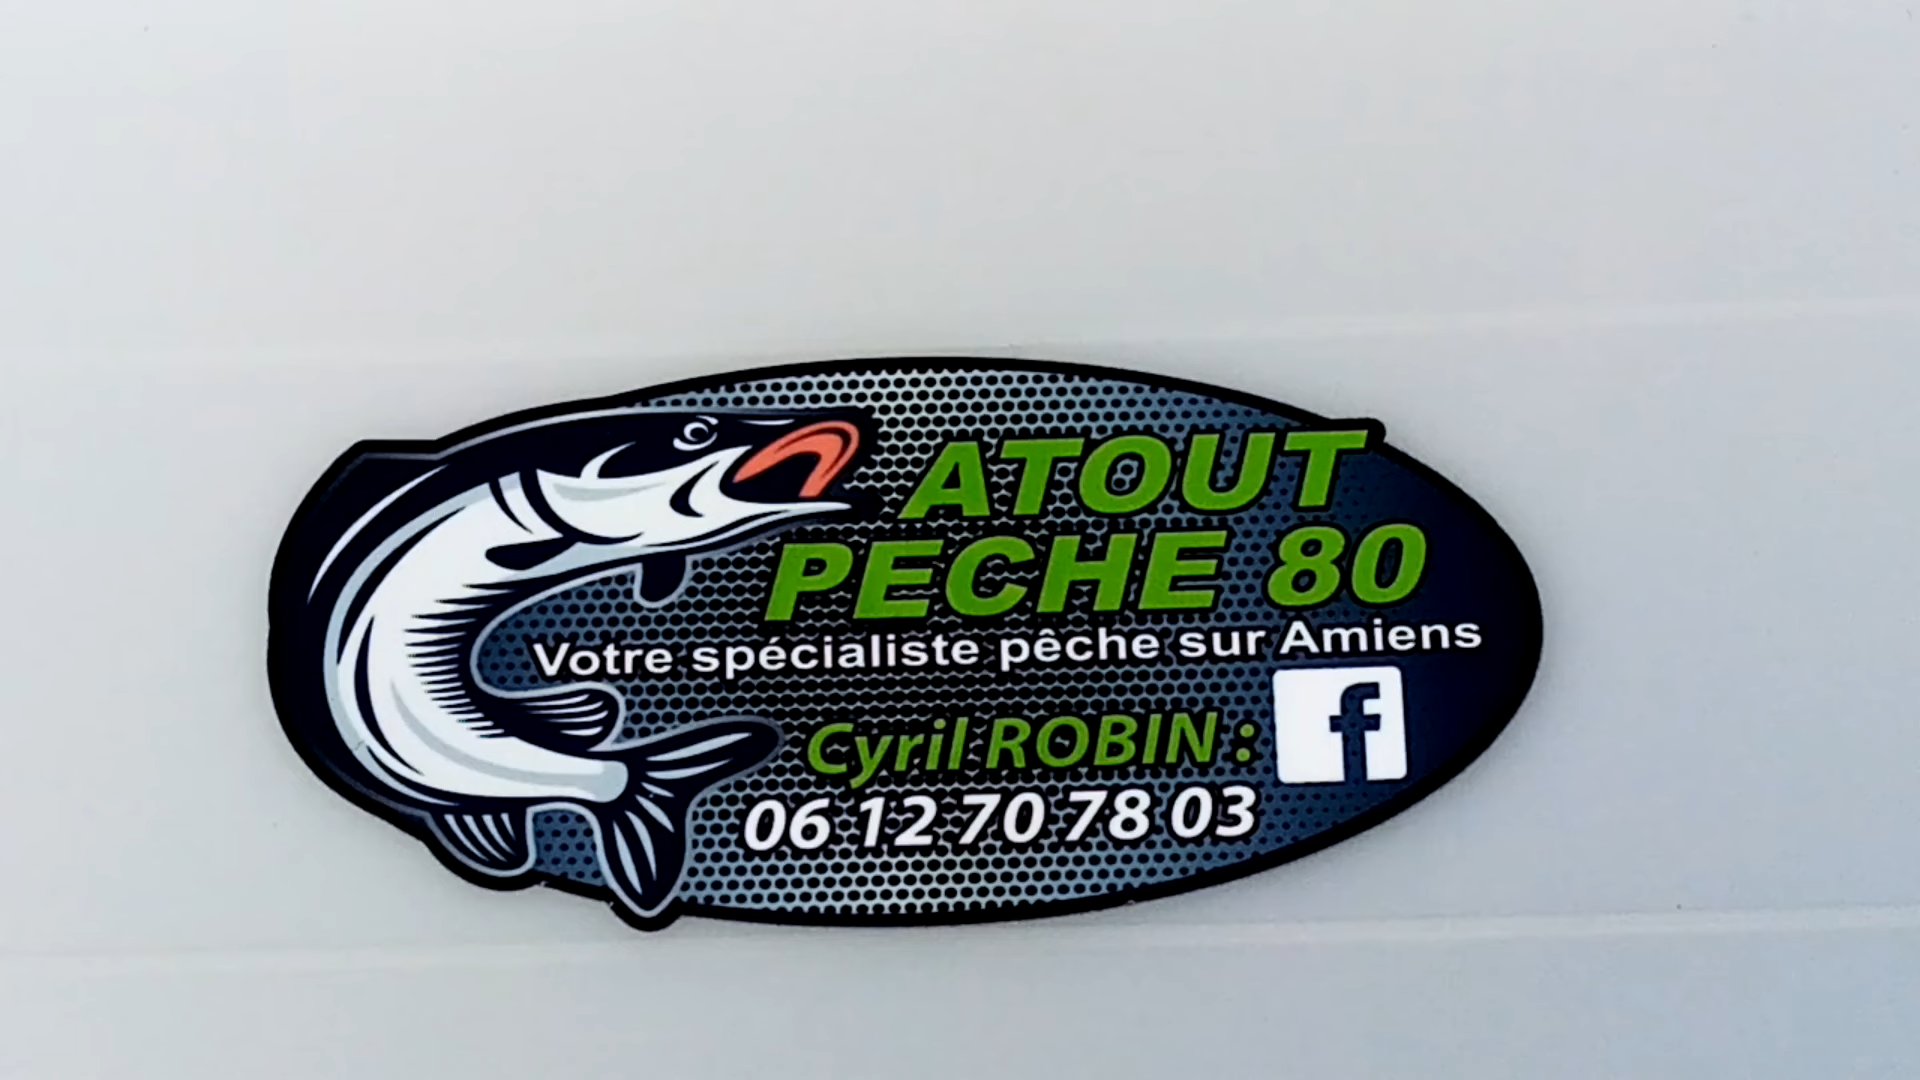 ATOUT
PECHE 80
Votre spécialiste pêche sur Amiens
Cyril ROBIN :
f
06 12 70 78 03